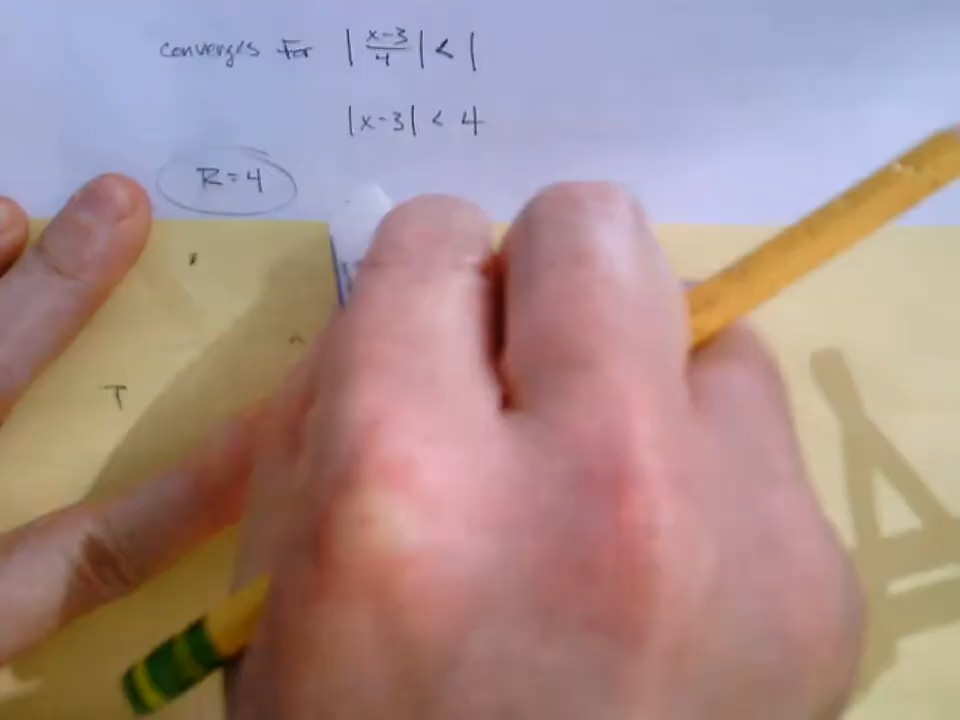 converges for |x-3/4| < 1
|x-3| < 4
R=4
T